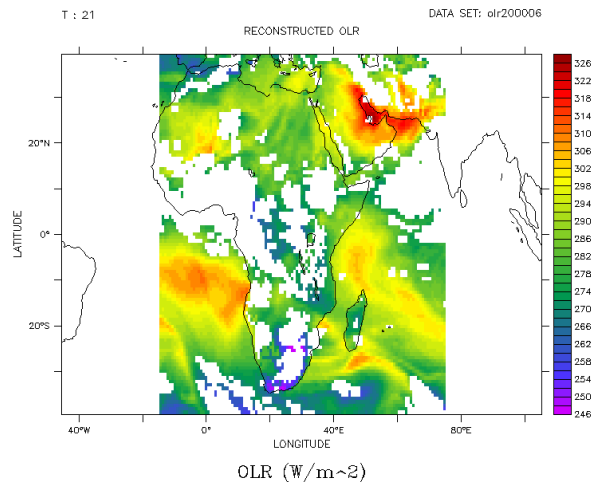 T : 21
DATA SET: olr200006
RECONSTRUCTED OLR
326
322
318
314
310
306
302
298
294
290
286
282
278
274
270
266
262
258
254
250
246
20°N
0°
20°S
LATITUDE
40°W
0°
40°E
80°E
LONGITUDE
OLR (W/m^2)